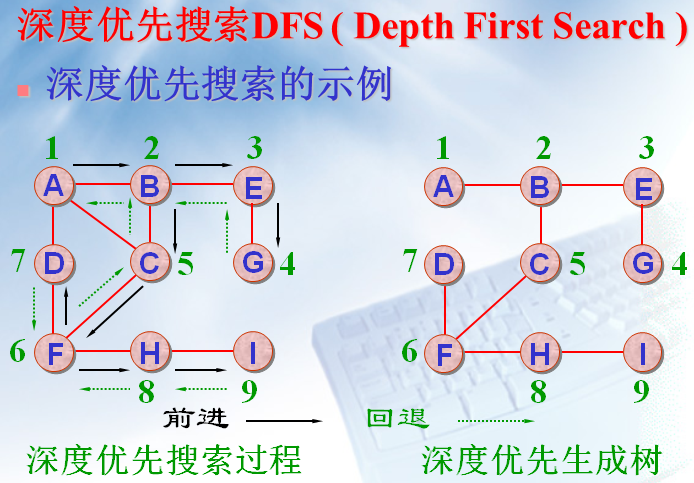 深度优先搜索DFS ( Depth First Search )
深度优先搜索的示例
1 2 3
A B E
7 D C 5 G 4
6 F H I
8 9
1 2 3
A B E
7 D C 5 G 4
6 F H I
8 9
前进 回退
深度优先搜索过程 深度优先生成树